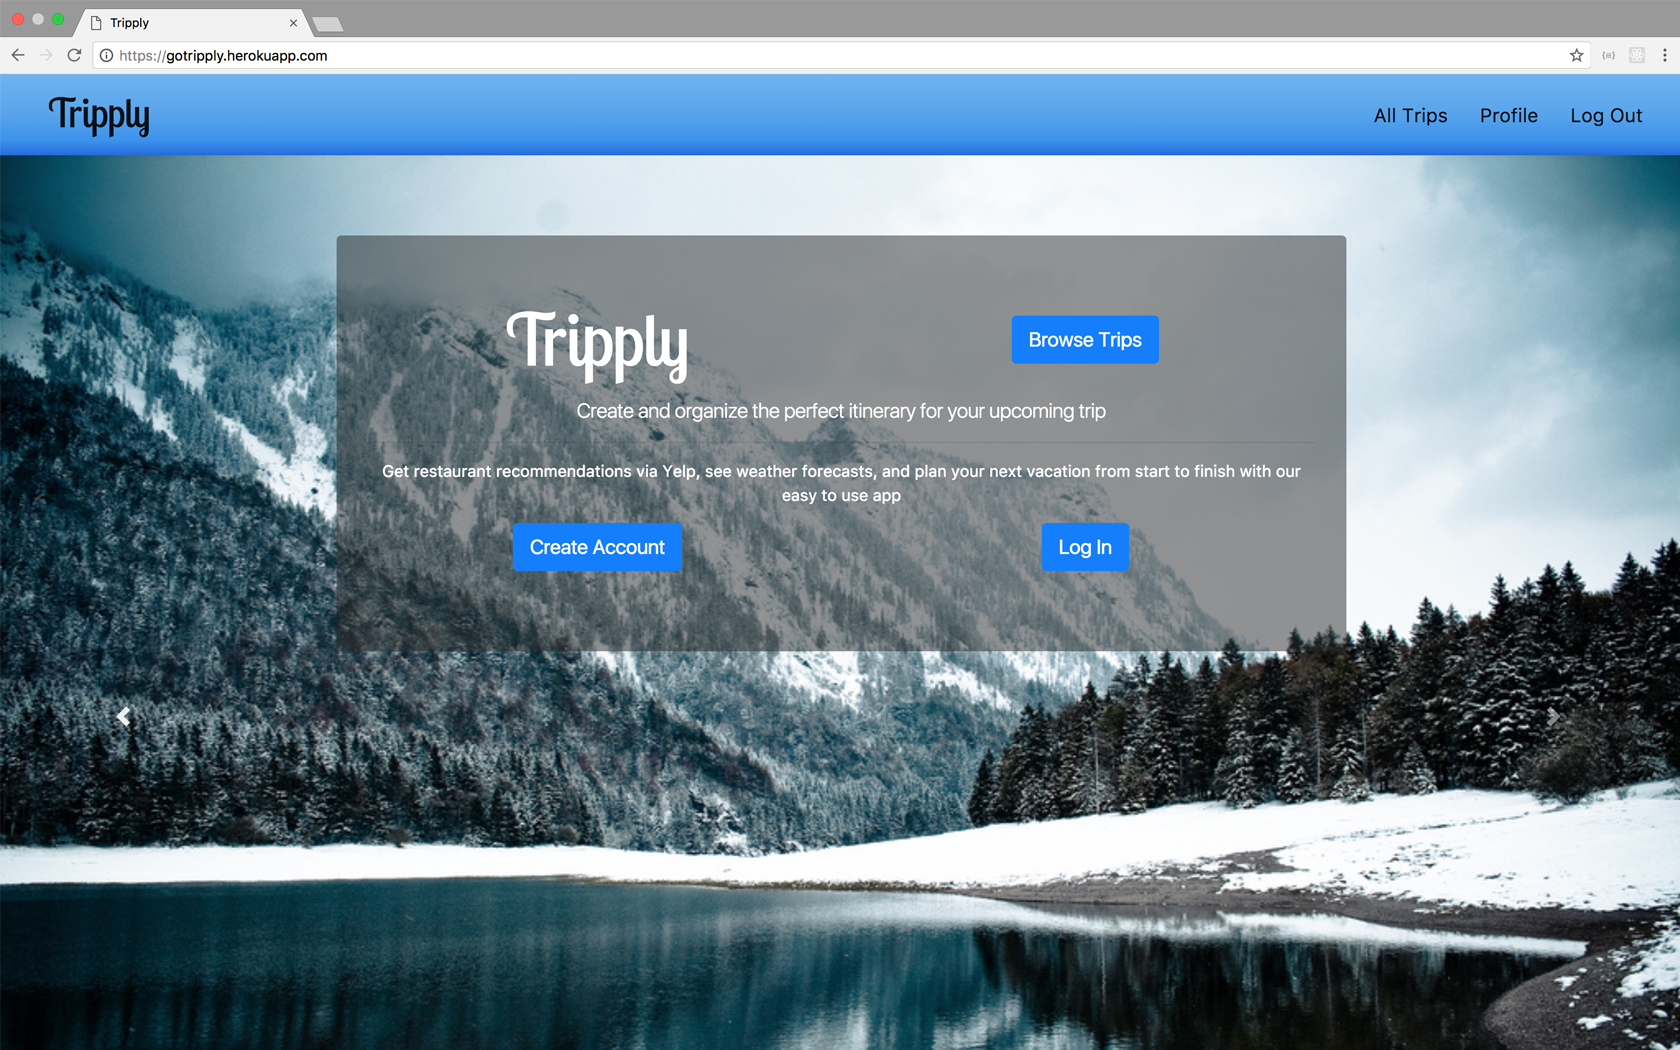 Tripply
https://gotripply.herokuapp.com
Tripply
All Trips
Profile
Log Out
Tripply
Browse Trips
Create and organize the perfect itinerary for your upcoming trip
Get restaurant recommendations via Yelp, see weather forecasts, and plan your next vacation from start to finish with our
easy to use app
Create Account
Log In